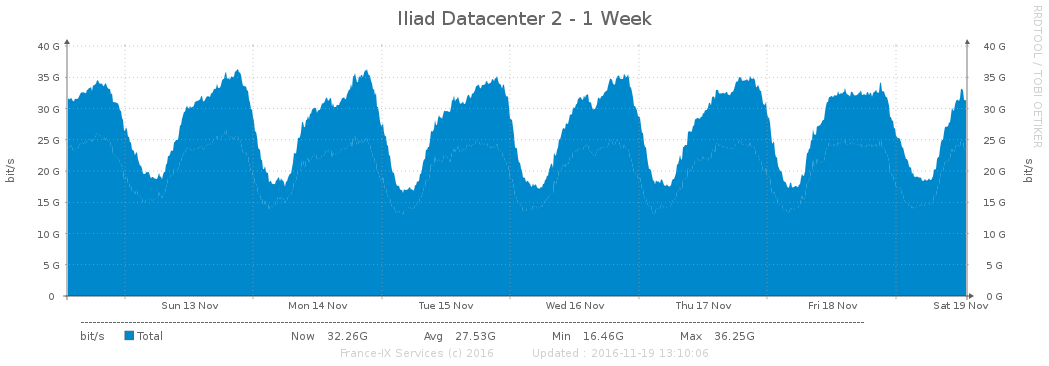 Iliad Datacenter 2 - 1 Week
RRDTOOL / TOBI OETIKER
bit/s
40 G
35 G
30 G
25 G
20 G
15 G
10 G
5 G
0
40 G
35 G
30 G
25 G
20 G
15 G
10 G
5 G
0 G
bit/s
Sun 13 Nov Mon 14 Nov Tue 15 Nov Wed 16 Nov Thu 17 Nov Fri 18 Nov Sat 19 Nov
bit/s Total Now 32.26G Avg 27.53G Min 16.46G Max 36.25G
France-IX Services (c) 2016 Updated : 2016-11-19 13:10:06